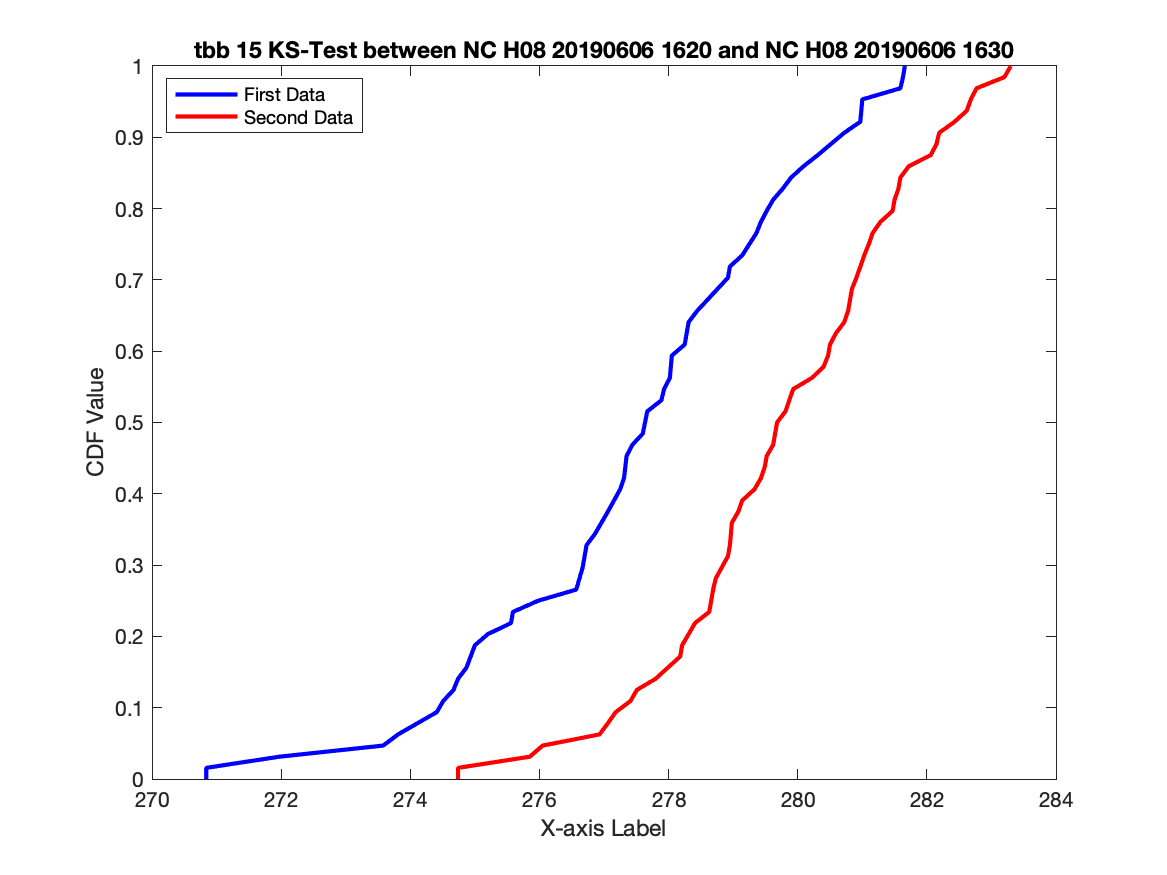 tbb 15 KS-Test between NC H08 20190606 1620 and NC H08 20190606 1630
First Data
Second Data
1
0.9
0.8
0.7
0.6
0.5
0.4
0.3
0.2
0.1
0
CDF Value
270 272 274 276 278 280 282 284
X-axis Label